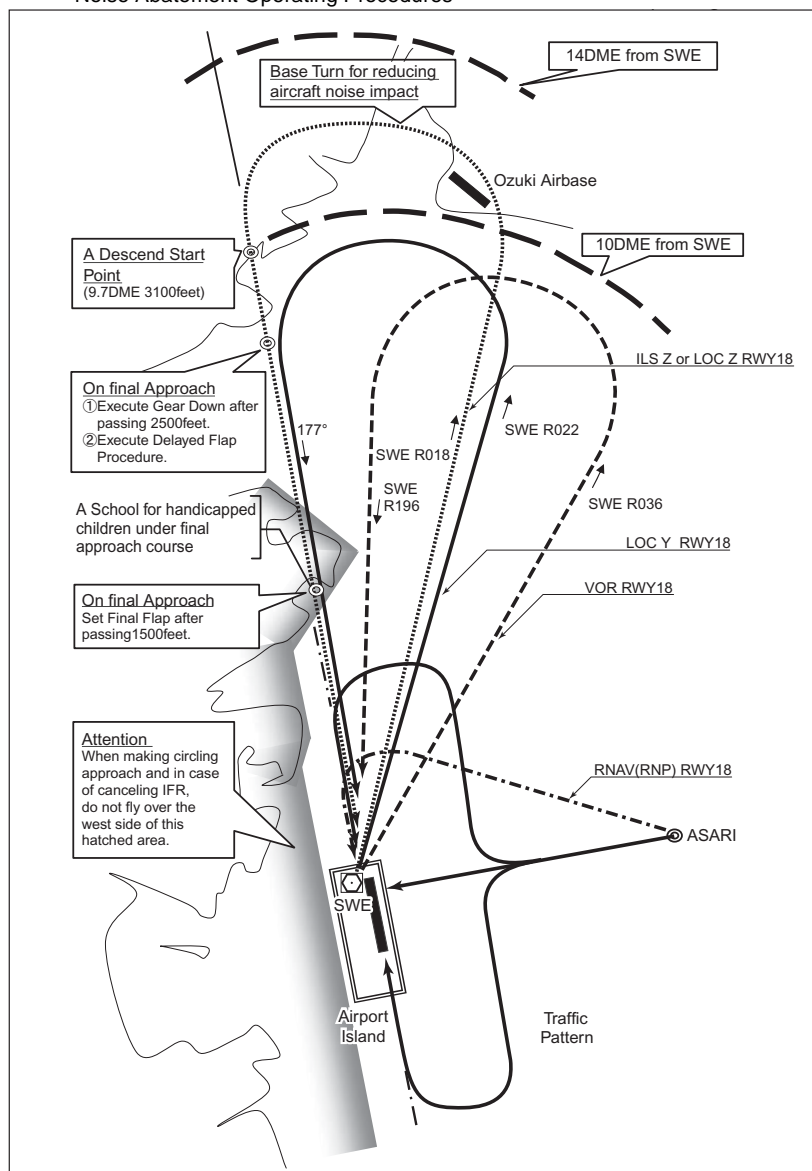 Noise Abatement Operating Procedures
14DME from SWE
Base Turn for reducing
aircraft noise impact
Ozuki Airbase
10DME from SWE
A Descend Start
Point
(9.7DME 3100feet)
ILS Z or LOC Z RWY18
On final Approach
①Execute Gear Down after
passing 2500feet.
②Execute Delayed Flap
Procedure.
177°
SWE R018
SWE R022
SWE
R196
SWE R036
A School for handicapped
children under final
approach course
LOC Y RWY18
VOR RWY18
On final Approach
Set Final Flap after
passing1500feet.
Attention
When making circling
approach and in case
of canceling IFR,
do not fly over the
west side of this
hatched area.
RNAV(RNP) RWY18
ASARI
SWE
Airport
Island
Traffic
Pattern